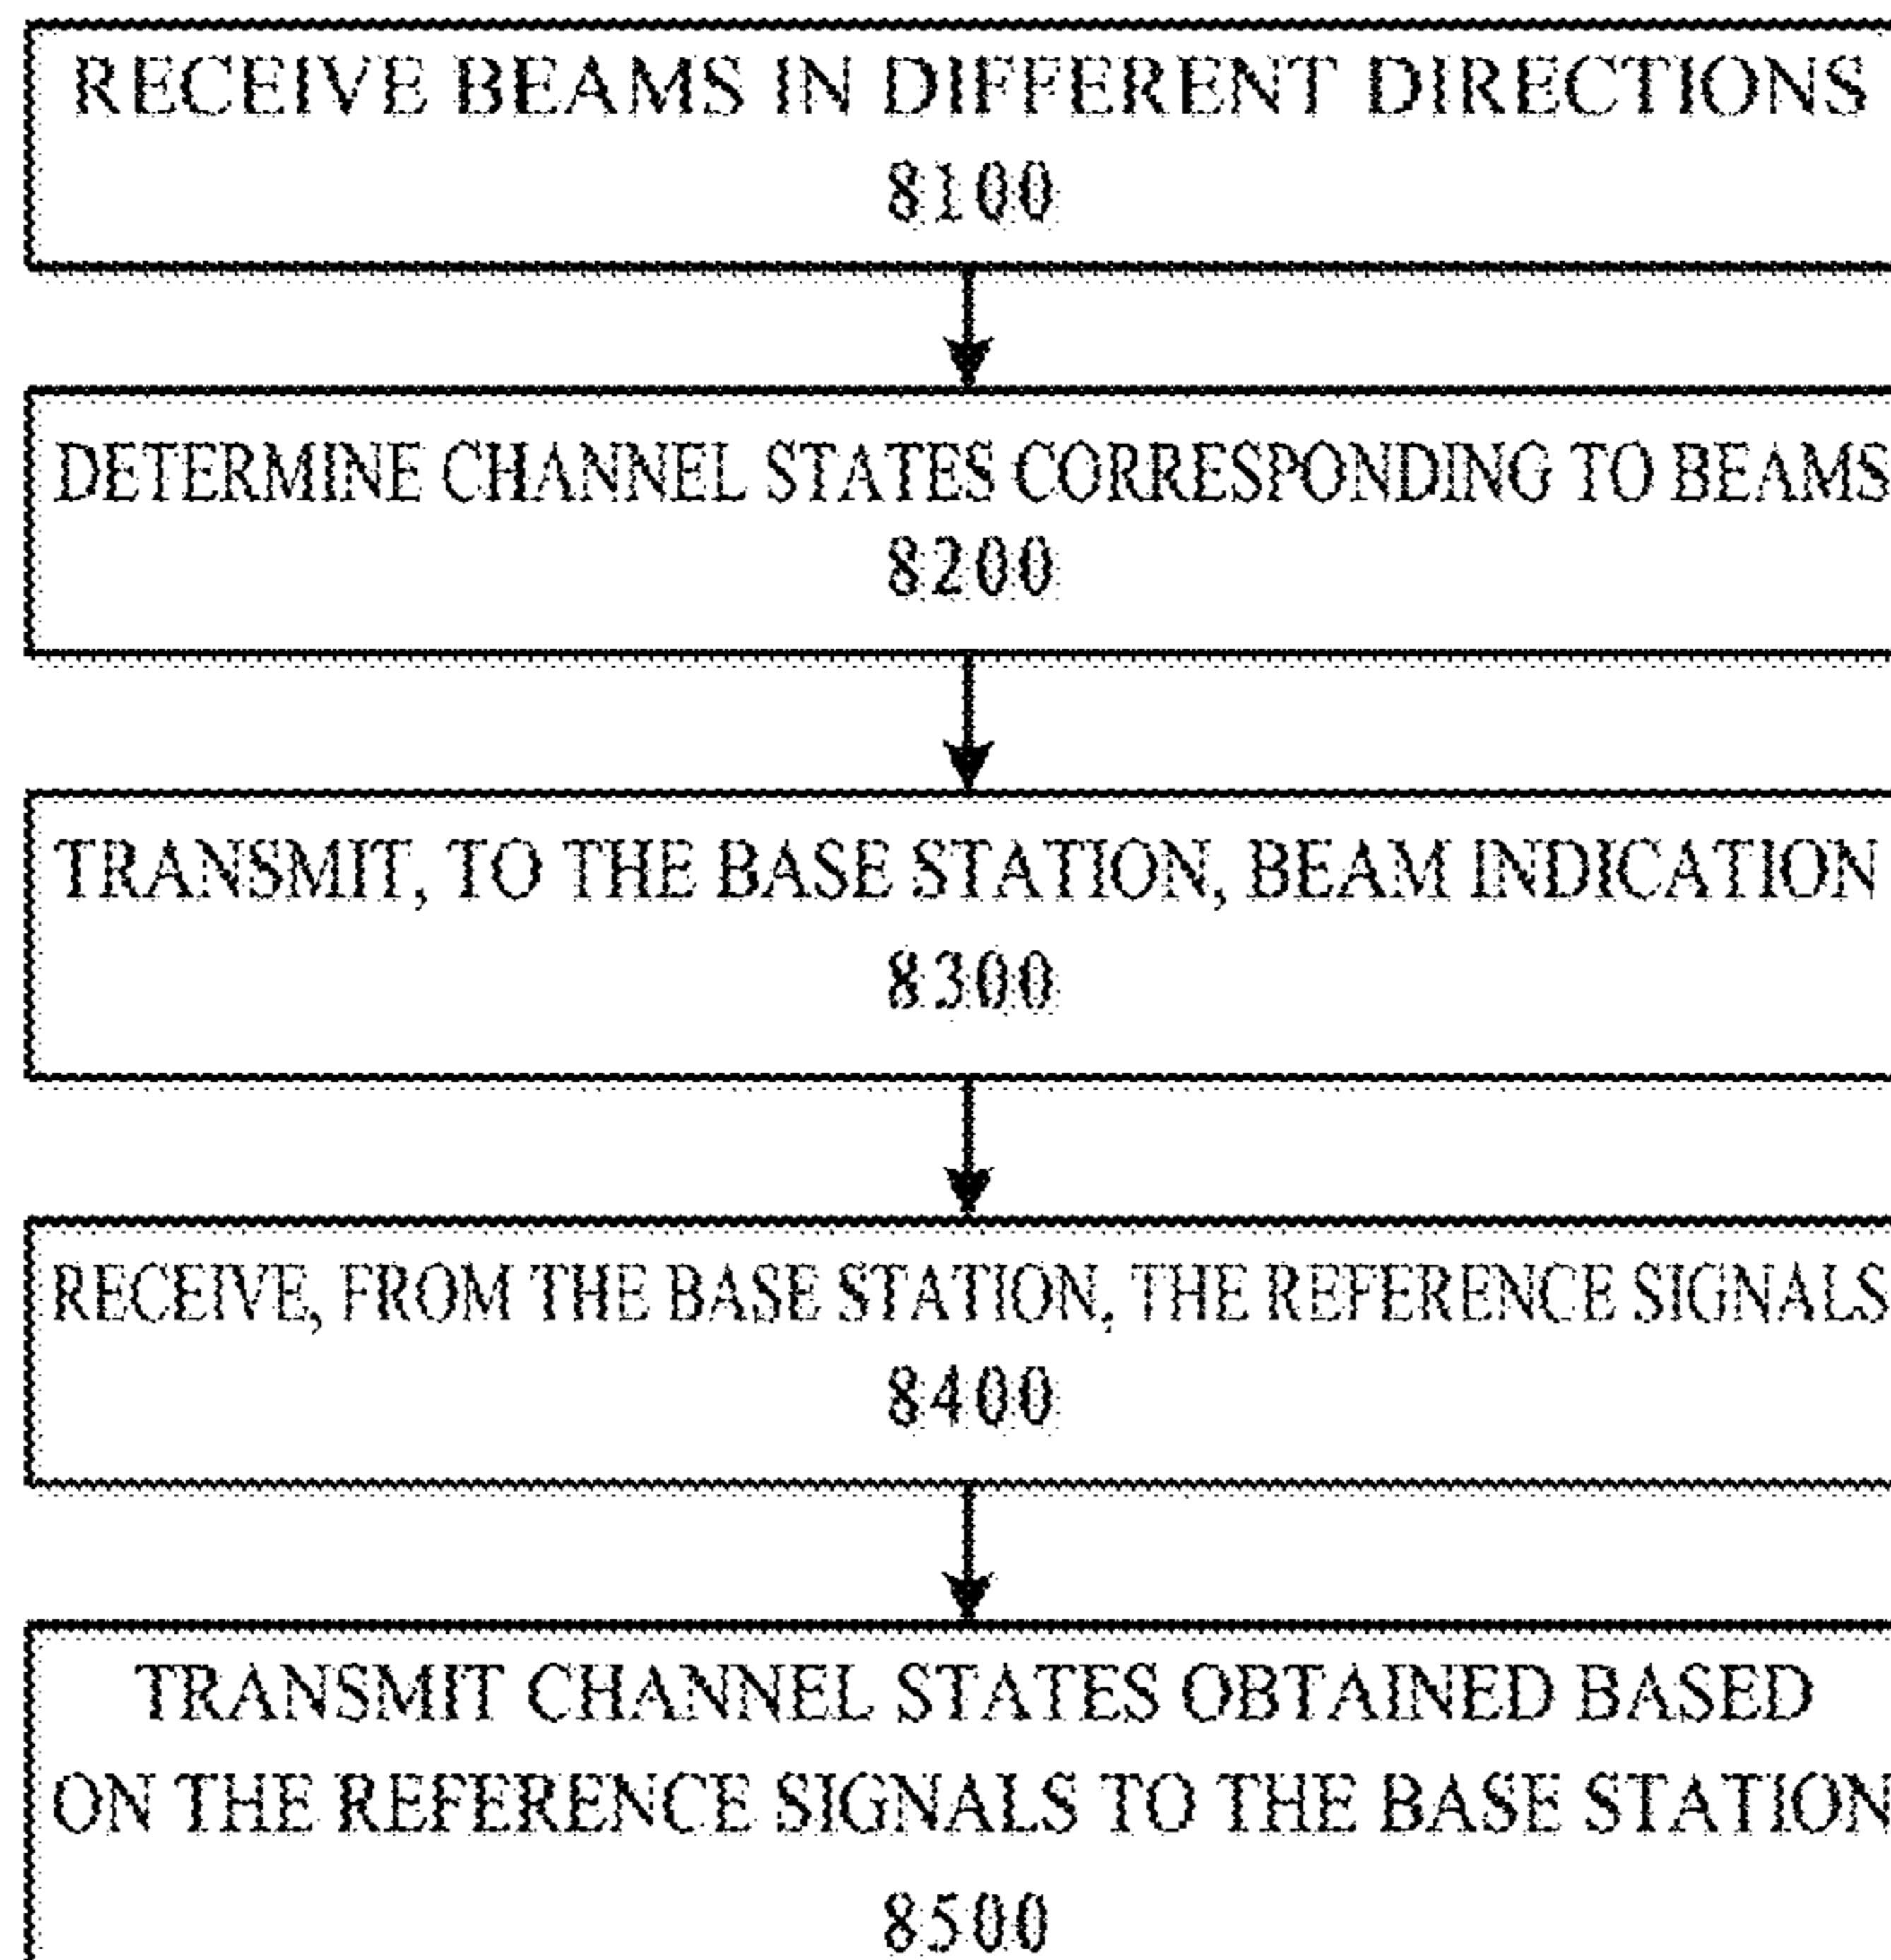 RECEIVE BEAMS IN DIFFERENT DIRECTIONS
8100
DETERMINE CHANNEL STATES CORRESPONDING TO BEAMS
8200
TRANSMIT, TO THE BASE STATION, BEAM INDICATION
8300
RECEIVE, FROM THE BASE STATION, THE REFERENCE SIGNALS
8400
TRANSMIT CHANNEL STATES OBTAINED BASED
ON THE REFERENCE SIGNALS TO THE BASE STATION
8500